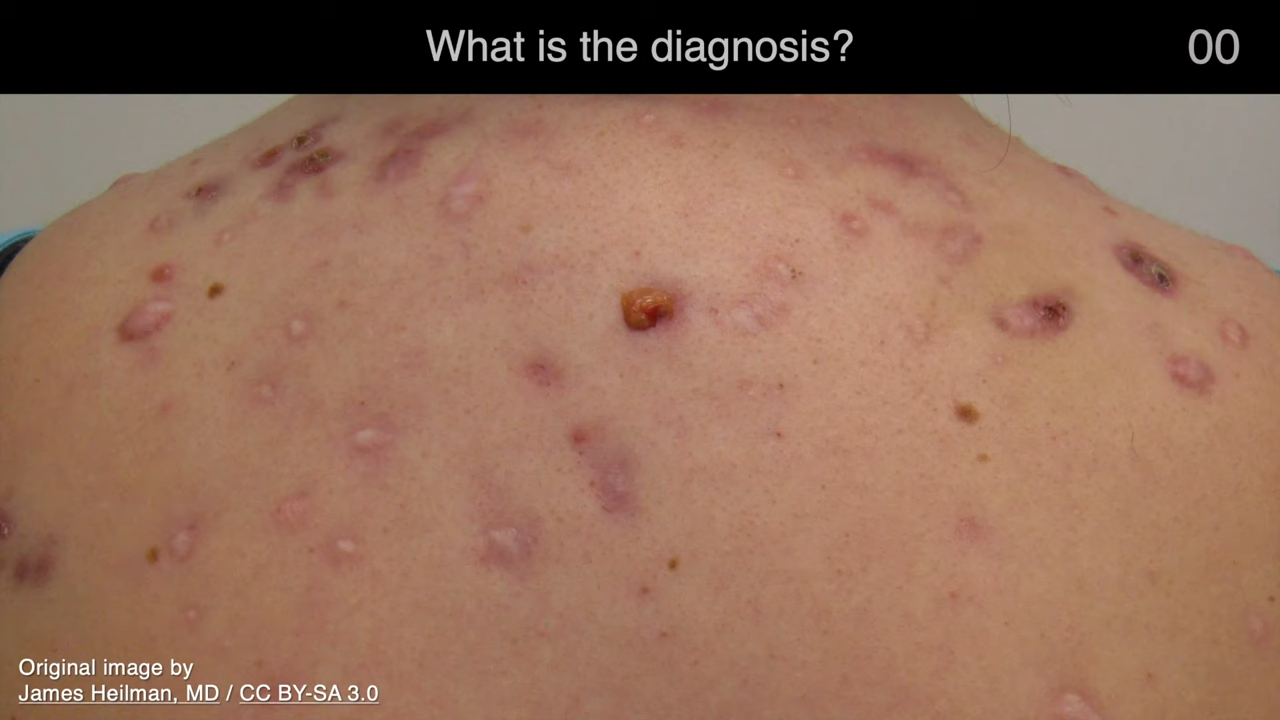 What is the diagnosis?
00
Original image by
James Heilman, MD / CC BY-SA 3.0